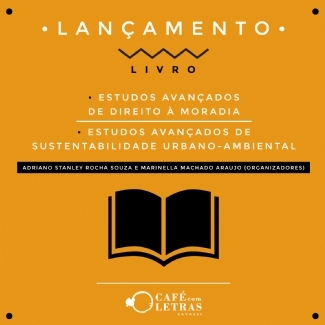 • LANÇAMENTO •
LIVRO
• ESTUDOS AVANÇADOS
DE DIREITO À MORADIA
• ESTUDOS AVANÇADOS DE
SUSTENTABILIDADE URBANO-AMBIENTAL
ADRIANO STANLEY ROCHA SOUZA E MARINELLA MACHADO ARAUJO (ORGANIZADORES)
CAFÉ com
LETRAS